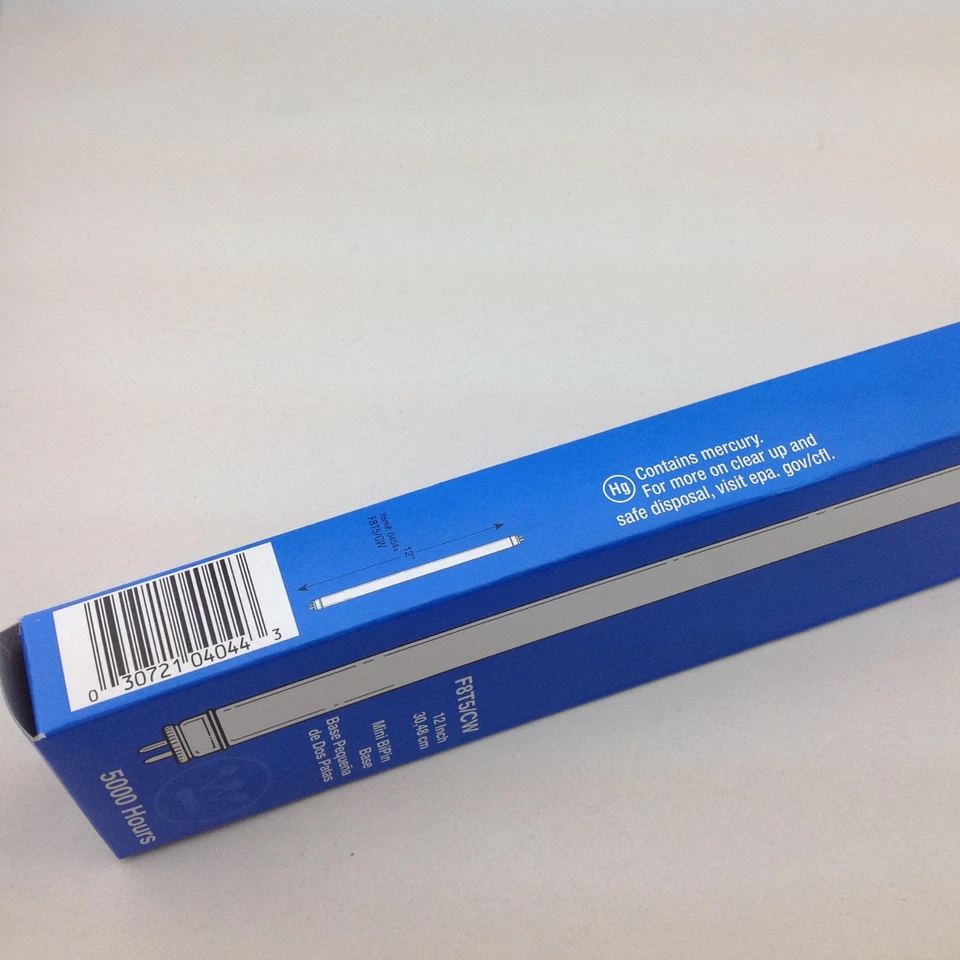 Hg
Contains mercury.
For more on clear up and
safe disposal, visit epa. gov/cfl.
Item#: 04044
F8T5/CW
12"
0 30721 04044 3
F8T5/CW
12 Inch
30,48 cm
Mini BiPin
Base
Base Pequeña
de Dos Patas
5000 Hours